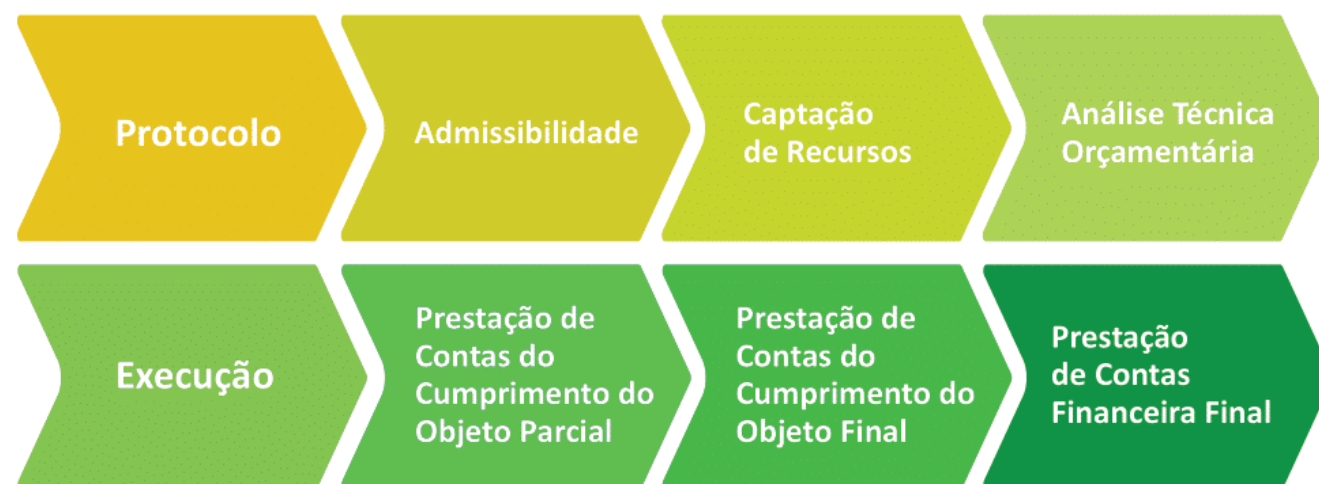 Protocolo
Admissibilidade
Captação
de Recursos
Análise Técnica
Orçamentária
Execução
Prestação de
Contas do
Cumprimento do
Objeto Parcial
Prestação de
Contas do
Cumprimento do
Objeto Final
Prestação
de Contas
Financeira Final